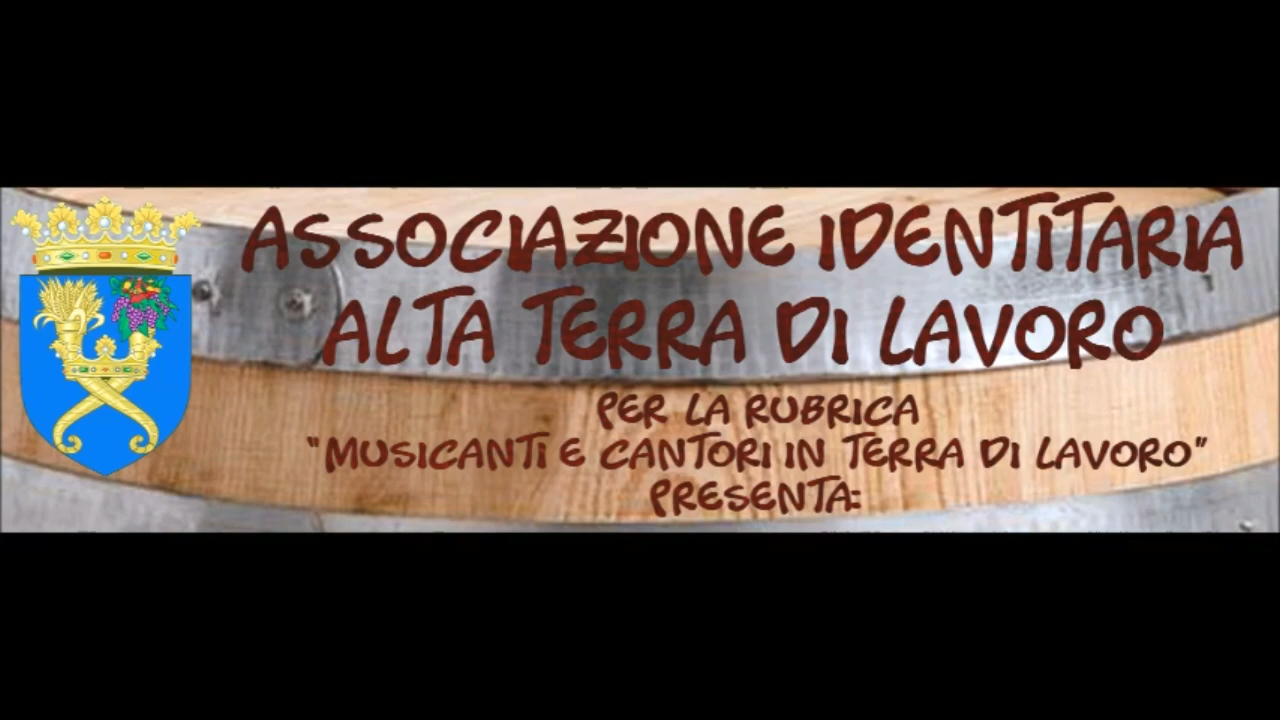 ASSOCIAZIONE IDENTITARIA
ALTA TERRA DI LAVORO
PER LA RUBRICA
"MUSICANTI E CANTORI IN TERRA DI LAVORO"
PRESENTA: